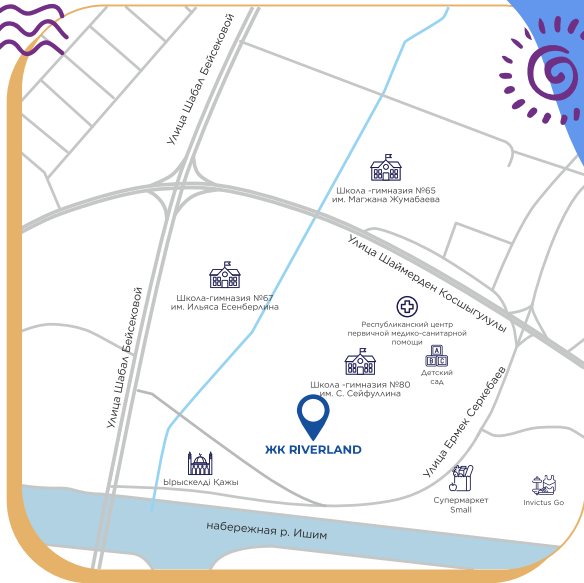 Улица Шабал Бейсековой
Школа -гимназия №65
им. Магжана Жумабаева
Улица Шаймерден Косшыгулулы
Школа-гимназия №67
им. Ильяса Есенберлина
Улица Шабал Бейсековой
Республиканский центр
первичной медико-санитарной
помощи
A
B C
Детский
сад
Школа -гимназия №80
им. С. Сейфуллина
Улица Ермек Серкебаев
ЖК RIVERLAND
Ырыскелді Қажы
Супермаркет
Small
Invictus Go
набережная р. Ишим